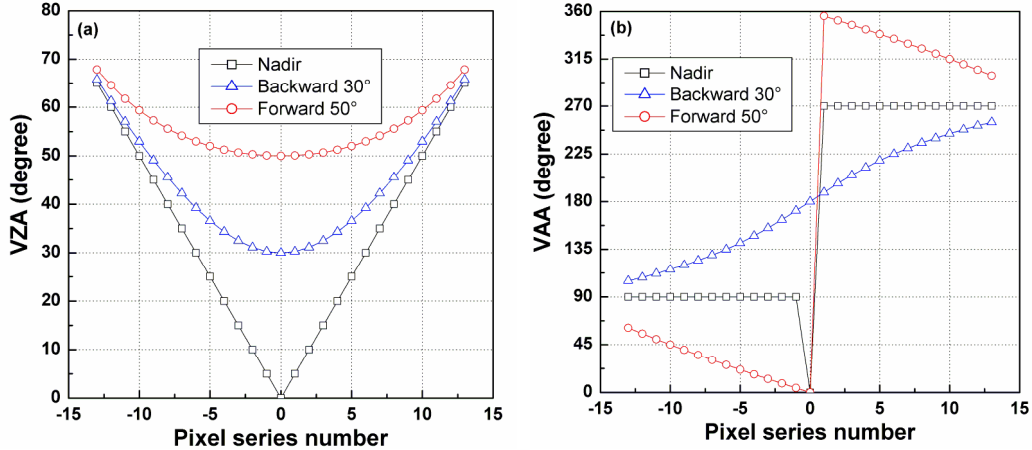 (a)
80
70
60
50
40
30
20
10
0
VZA (degree)
Nadir
Backward 30°
Forward 50°
-15 -10 -5 0 5 10 15
Pixel series number
(b)
360
315
270
225
180
135
90
45
0
VAA (degree)
Nadir
Backward 30°
Forward 50°
-15 -10 -5 0 5 10 15
Pixel series number